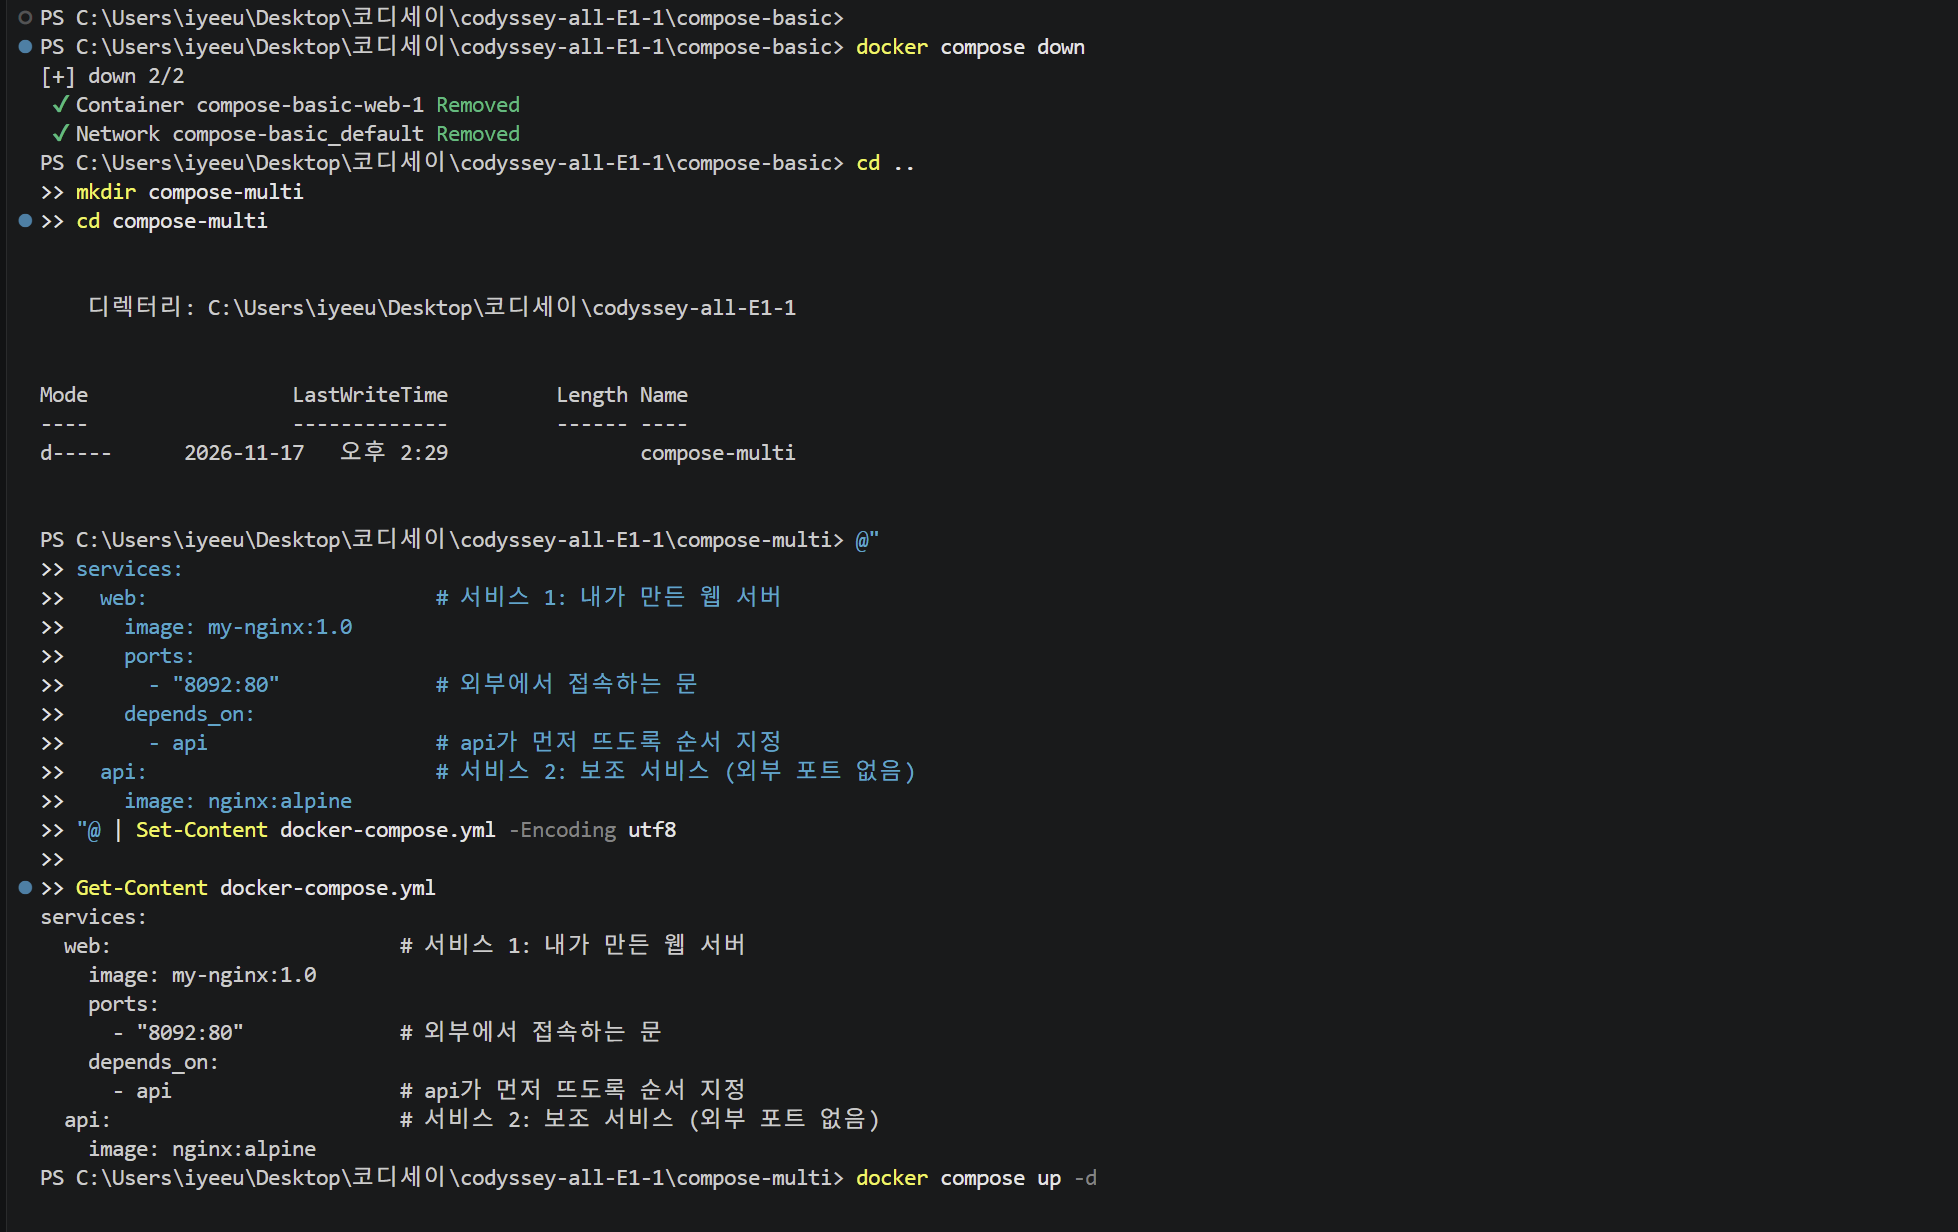 PS C:\Users\iyeeu\Desktop\코디세이\codyssey-all-E1-1\compose-basic>
PS C:\Users\iyeeu\Desktop\코디세이\codyssey-all-E1-1\compose-basic> docker compose down
[+] down 2/2
 ✓ Container compose-basic-web-1 Removed
 ✓ Network compose-basic_default Removed
PS C:\Users\iyeeu\Desktop\코디세이\codyssey-all-E1-1\compose-basic> cd ..
>> mkdir compose-multi
>> cd compose-multi
    디렉터리: C:\Users\iyeeu\Desktop\코디세이\codyssey-all-E1-1
Mode                 LastWriteTime         Length Name
----                 -------------         ------ ----
d-----      2026-11-17   오후 2:29                compose-multi
PS C:\Users\iyeeu\Desktop\코디세이\codyssey-all-E1-1\compose-multi> @"
>> services:
>>   web:                        # 서비스 1: 내가 만든 웹 서버
>>     image: my-nginx:1.0
>>     ports:
>>       - "8092:80"             # 외부에서 접속하는 문
>>     depends_on:
>>       - api                   # api가 먼저 뜨도록 순서 지정
>>   api:                        # 서비스 2: 보조 서비스 (외부 포트 없음)
>>     image: nginx:alpine
>> "@ | Set-Content docker-compose.yml -Encoding utf8
>>
>> Get-Content docker-compose.yml
services:
  web:                        # 서비스 1: 내가 만든 웹 서버
    image: my-nginx:1.0
    ports:
      - "8092:80"             # 외부에서 접속하는 문
    depends_on:
      - api                   # api가 먼저 뜨도록 순서 지정
  api:                        # 서비스 2: 보조 서비스 (외부 포트 없음)
    image: nginx:alpine
PS C:\Users\iyeeu\Desktop\코디세이\codyssey-all-E1-1\compose-multi> docker compose up -d